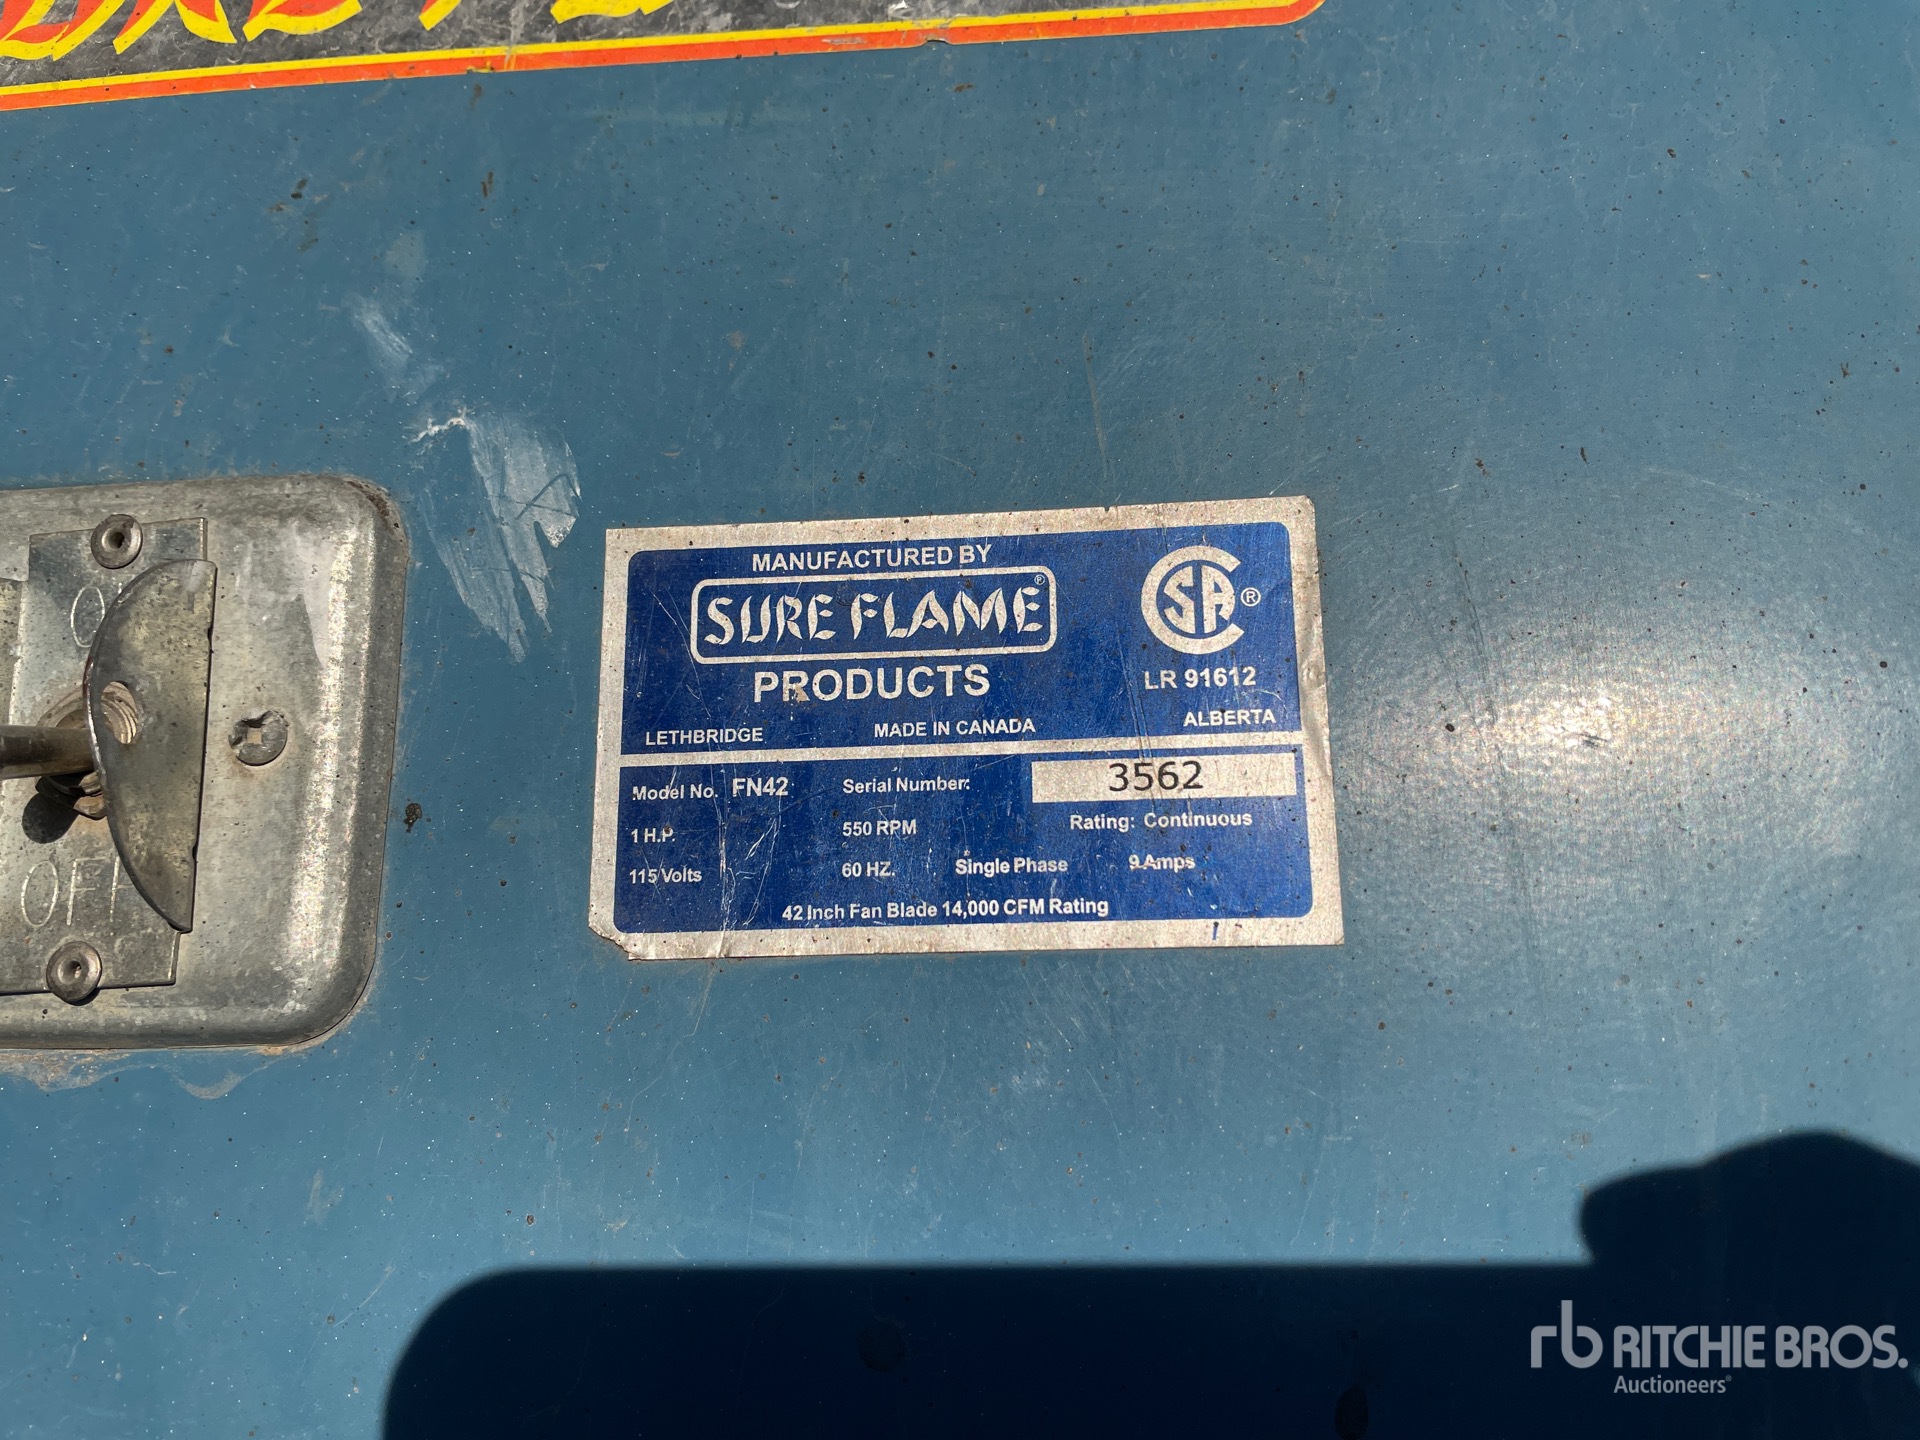 MANUFACTURED BY
SURE FLAME ®
PRODUCTS
CSA ®
LR 91612
LETHBRIDGE MADE IN CANADA ALBERTA
Model No. FN42 Serial Number: 3562
1 H.P. 550 RPM Rating: Continuous
115 Volts 60 HZ. Single Phase 9 Amps
42 Inch Fan Blade 14,000 CFM Rating
OFF
rb RITCHIE BROS.
Auctioneers®